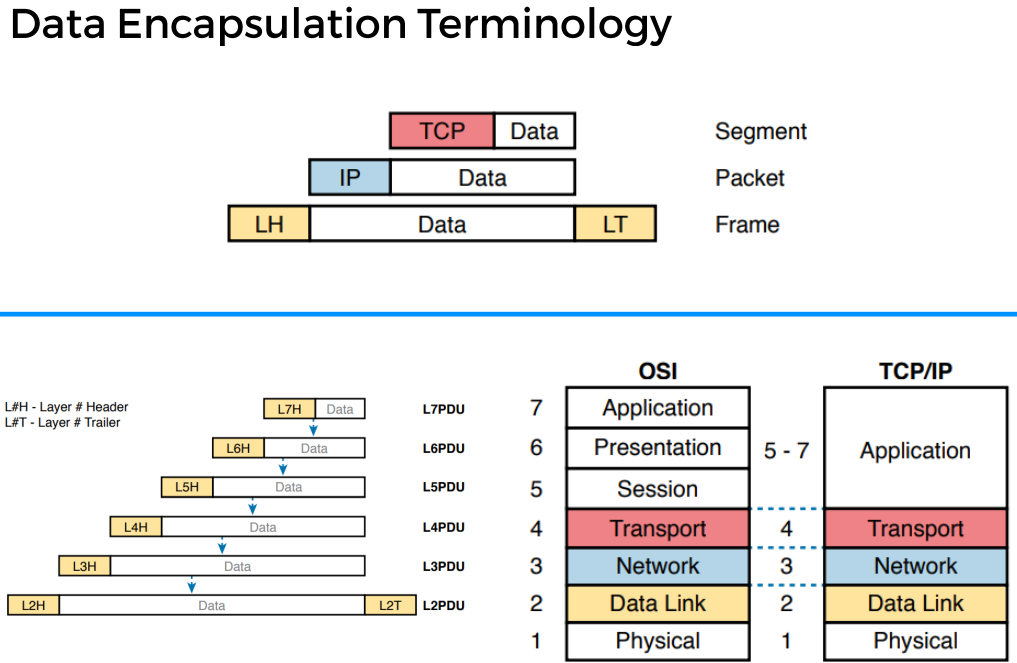 Data Encapsulation Terminology
TCP Data Segment
IP Data Packet
LH Data LT Frame
L#H - Layer # Header
L#T - Layer # Trailer
L7H Data L7PDU
L6H Data L6PDU
L5H Data L5PDU
L4H Data L4PDU
L3H Data L3PDU
L2H Data L2T L2PDU
OSI TCP/IP
7 Application
6 Presentation 5 - 7 Application
5 Session
4 Transport 4 Transport
3 Network 3 Network
2 Data Link 2 Data Link
1 Physical 1 Physical